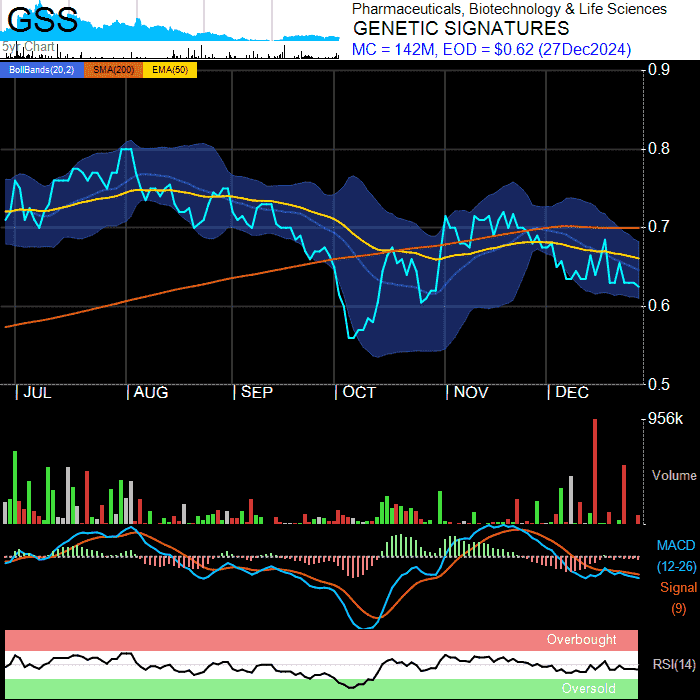 GSS
5yr Chart
Pharmaceuticals, Biotechnology & Life Sciences
GENETIC SIGNATURES
MC = 142M, EOD = $0.62 (27Dec2024)
BollBands(20,2) SMA(200) EMA(50)
0.9
0.8
0.7
0.6
0.5
JUL AUG SEP OCT NOV DEC
956k
Volume
MACD
(12-26)
Signal
(9)
Overbought
RSI(14)
Oversold